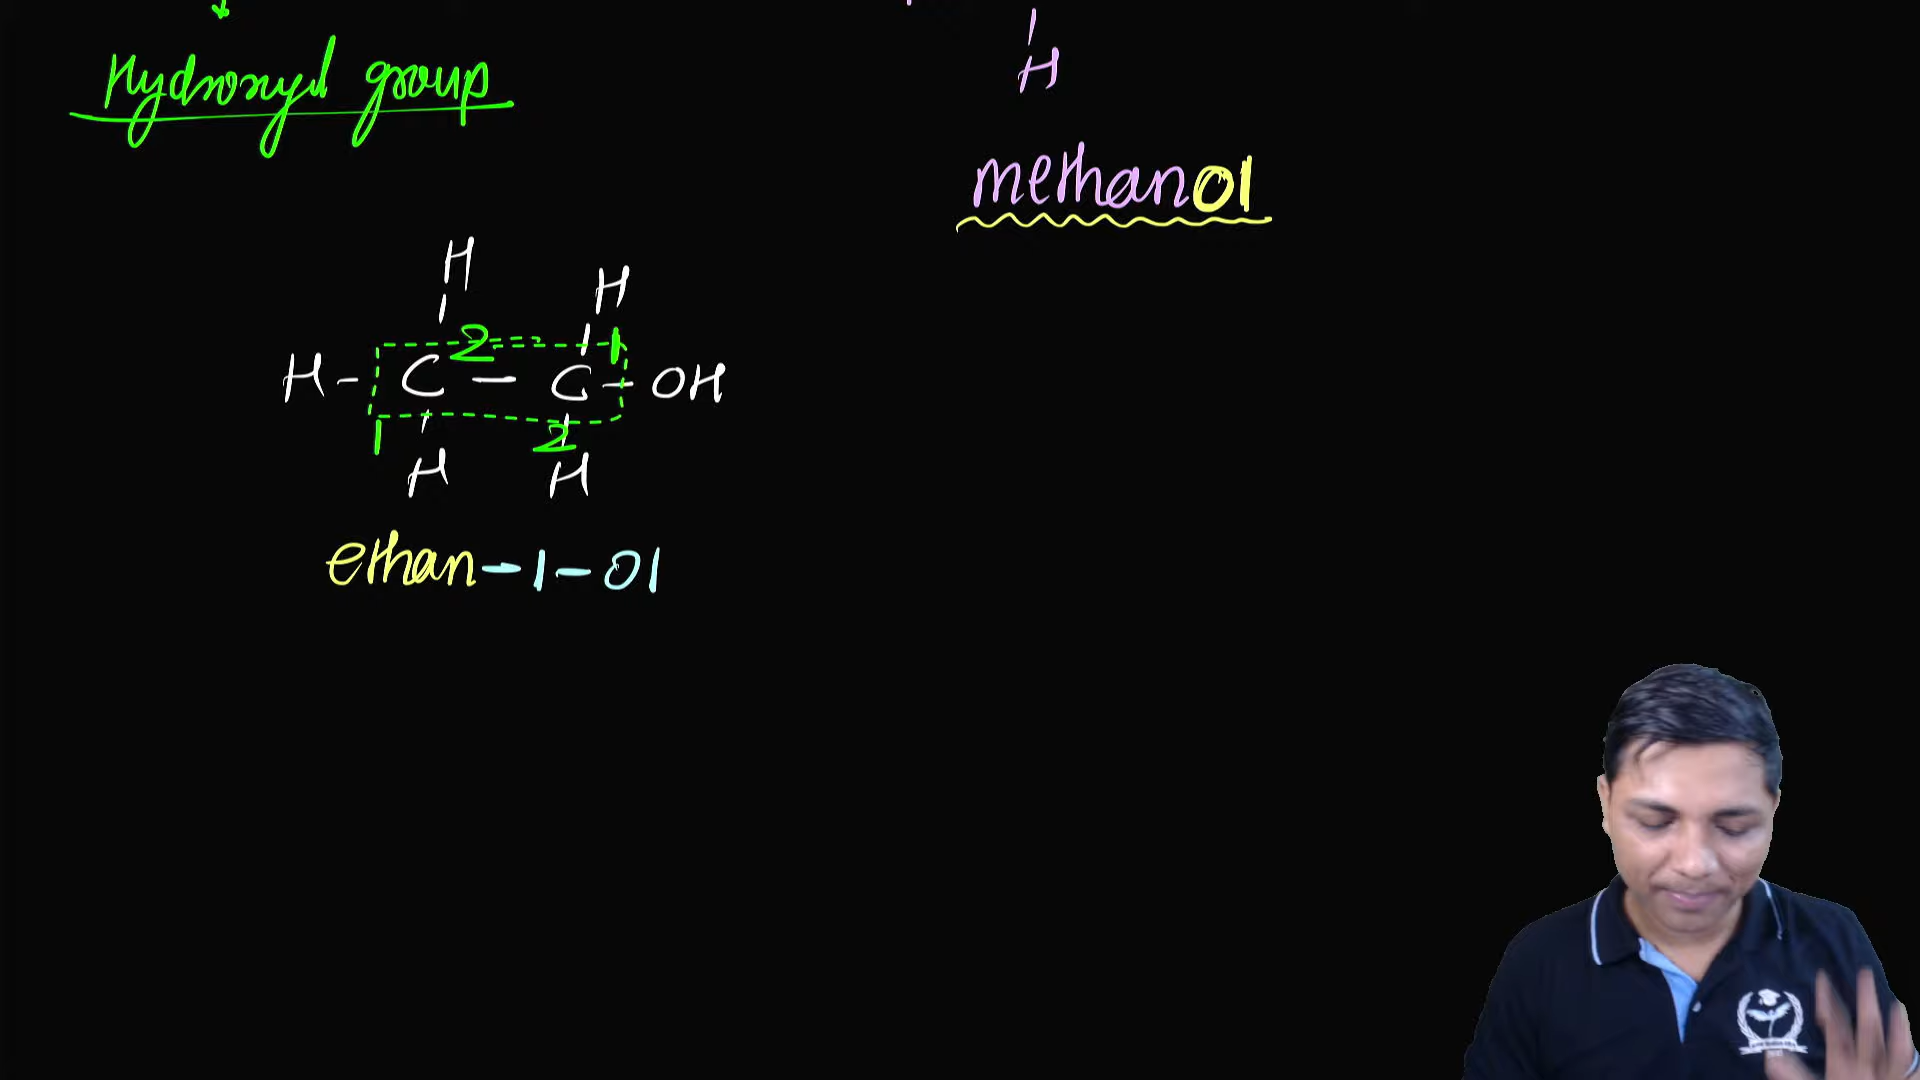 Hydroxyl group
H
methanol
H
H
2
1
H - C - C - OH
1
2
H
H
ethan-1-ol